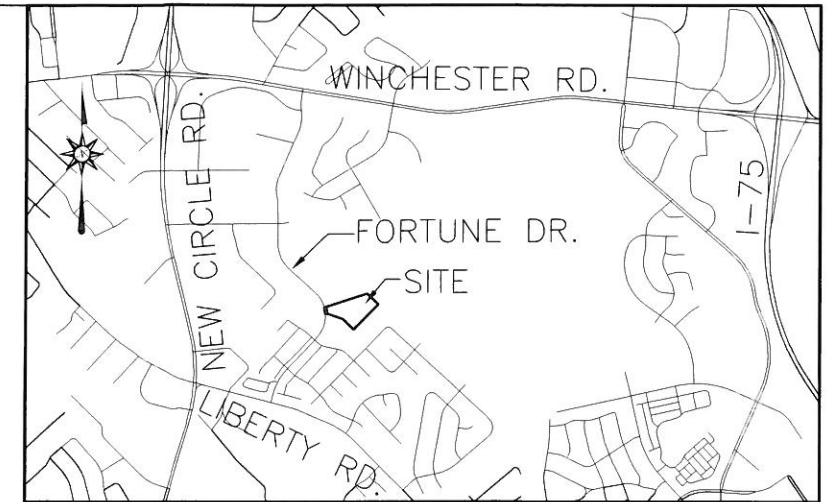 WINCHESTER RD.
NEW CIRCLE RD.
I-75
FORTUNE DR.
SITE
LIBERTY RD.